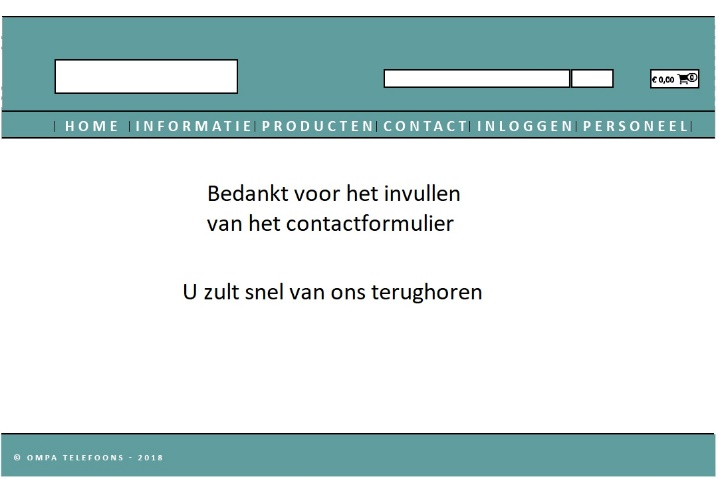 € 0,00 0
| HOME | INFORMATIE | PRODUCTEN | CONTACT | INLOGGEN | PERSONEEL |
Bedankt voor het invullen
van het contactformulier
U zult snel van ons terughoren
© OMPA TELEFOONS - 2018